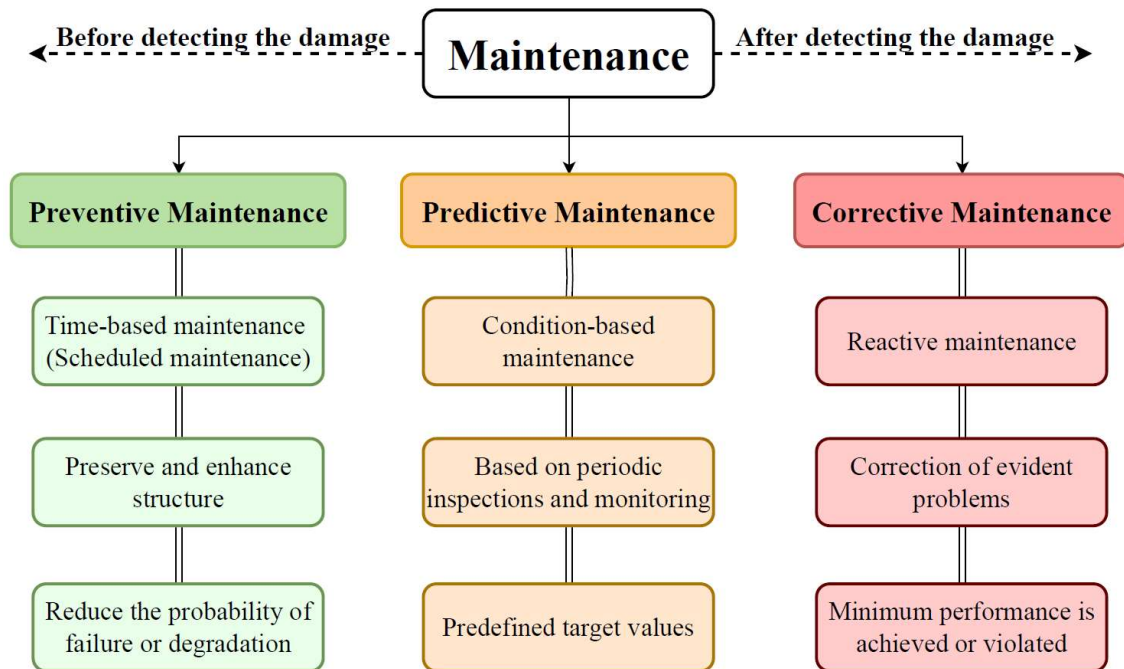 Before detecting the damage
Maintenance
After detecting the damage
Preventive Maintenance
Predictive Maintenance
Corrective Maintenance
Time-based maintenance
(Scheduled maintenance)
Condition-based
maintenance
Reactive maintenance
Preserve and enhance
structure
Based on periodic
inspections and monitoring
Correction of evident
problems
Reduce the probability of
failure or degradation
Predefined target values
Minimum performance is
achieved or violated